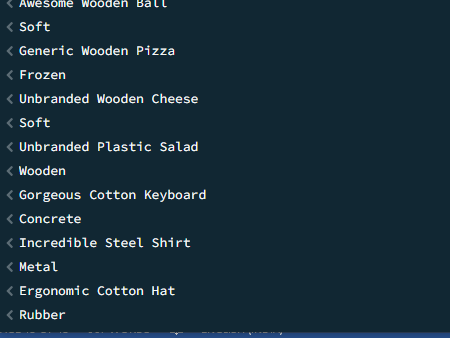 Awesome Wooden Ball
Soft
Generic Wooden Pizza
Frozen
Unbranded Wooden Cheese
Soft
Unbranded Plastic Salad
Wooden
Gorgeous Cotton Keyboard
Concrete
Incredible Steel Shirt
Metal
Ergonomic Cotton Hat
Rubber